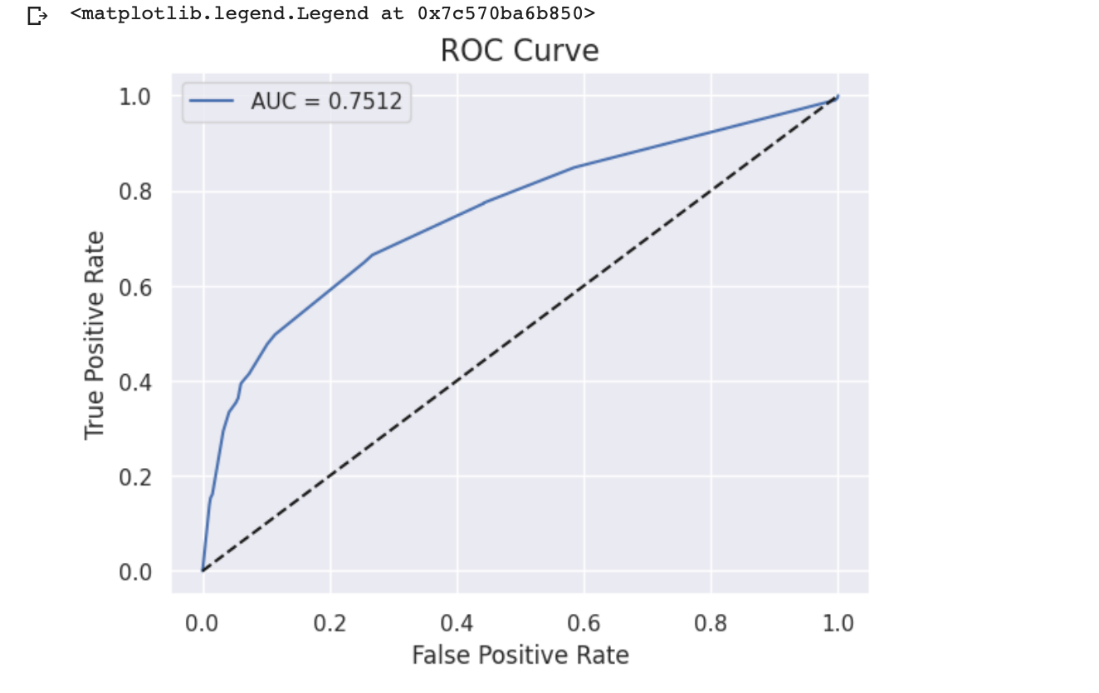 <matplotlib.legend.Legend at 0x7c570ba6b850>
ROC Curve
AUC = 0.7512
True Positive Rate
1.0
0.8
0.6
0.4
0.2
0.0
0.0 0.2 0.4 0.6 0.8 1.0
False Positive Rate